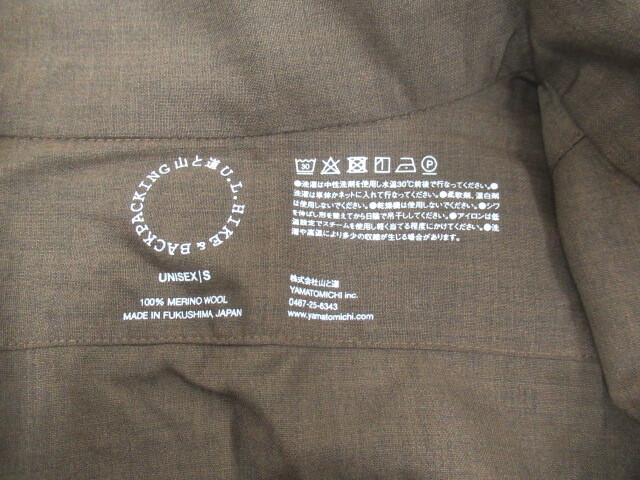 山と道 U.L. HIKE & BACKPACKING
UNISEX|S
100% MERINO WOOL
MADE IN FUKUSHIMA, JAPAN
30
P
●洗濯は中性洗剤を使用し水温30℃前後で行なってください。●
洗濯は単体かネットに入れて行なってください。●柔軟剤、漂白剤
は使用しないでください。●乾燥機は使用しないでください。●シワ
を伸ばし形を整えてから日陰で吊干ししてください。●アイロンは低
温設定でスチームを使用し軽く当てる程度にかけてください。●洗
濯や高温により多少の収縮が生じる場合があります。
株式会社山と道
YAMATOMICHI inc.
0467-25-6343
www.yamatomichi.com